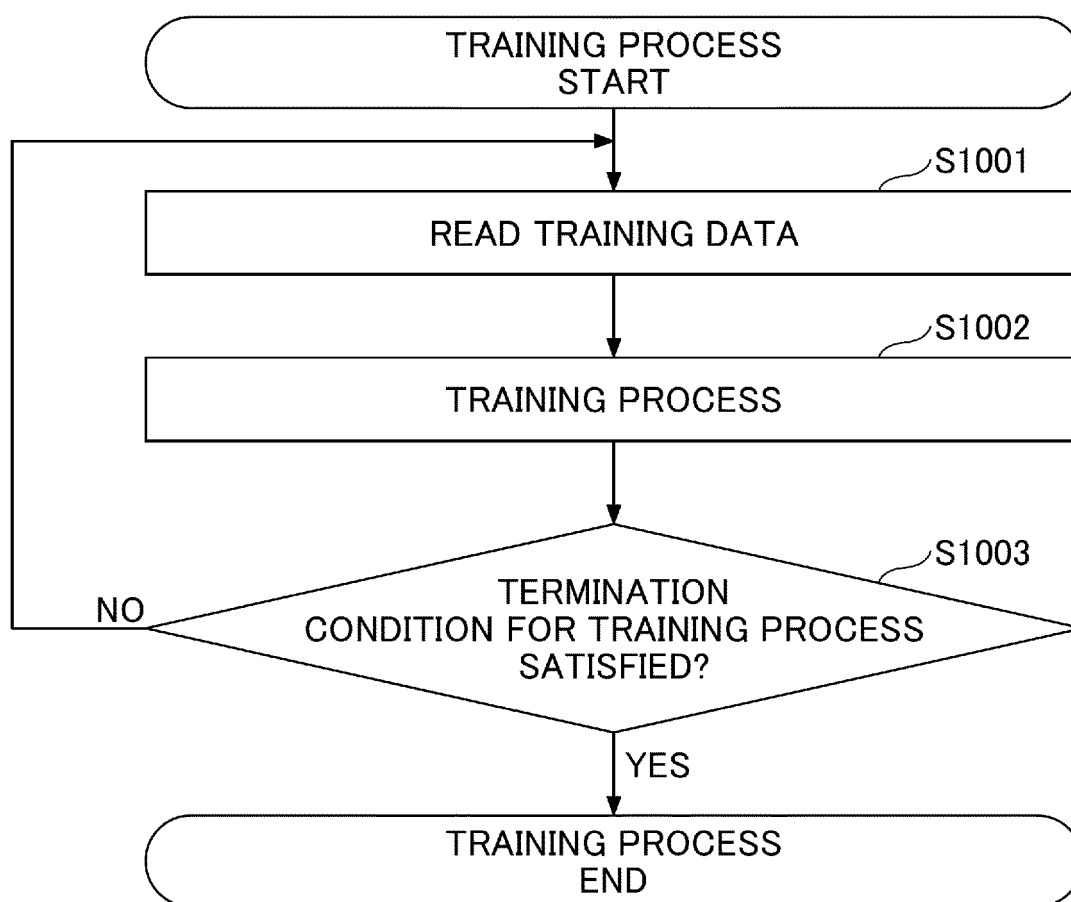 TRAINING PROCESS
START
S1001
READ TRAINING DATA
S1002
TRAINING PROCESS
S1003
TERMINATION
CONDITION FOR TRAINING PROCESS
SATISFIED?
NO
YES
TRAINING PROCESS
END